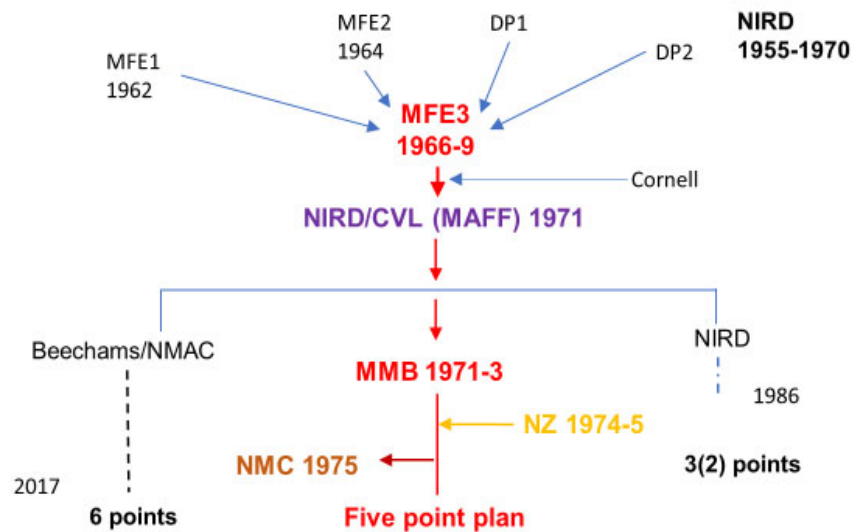 MFE2
1964
DP1
NIRD
1955-1970
MFE1
1962
DP2
MFE3
1966-9
Cornell
NIRD/CVL (MAFF) 1971
Beechams/NMAC
NIRD
MMB 1971-3
1986
NZ 1974-5
NMC 1975
3(2) points
2017
6 points
Five point plan